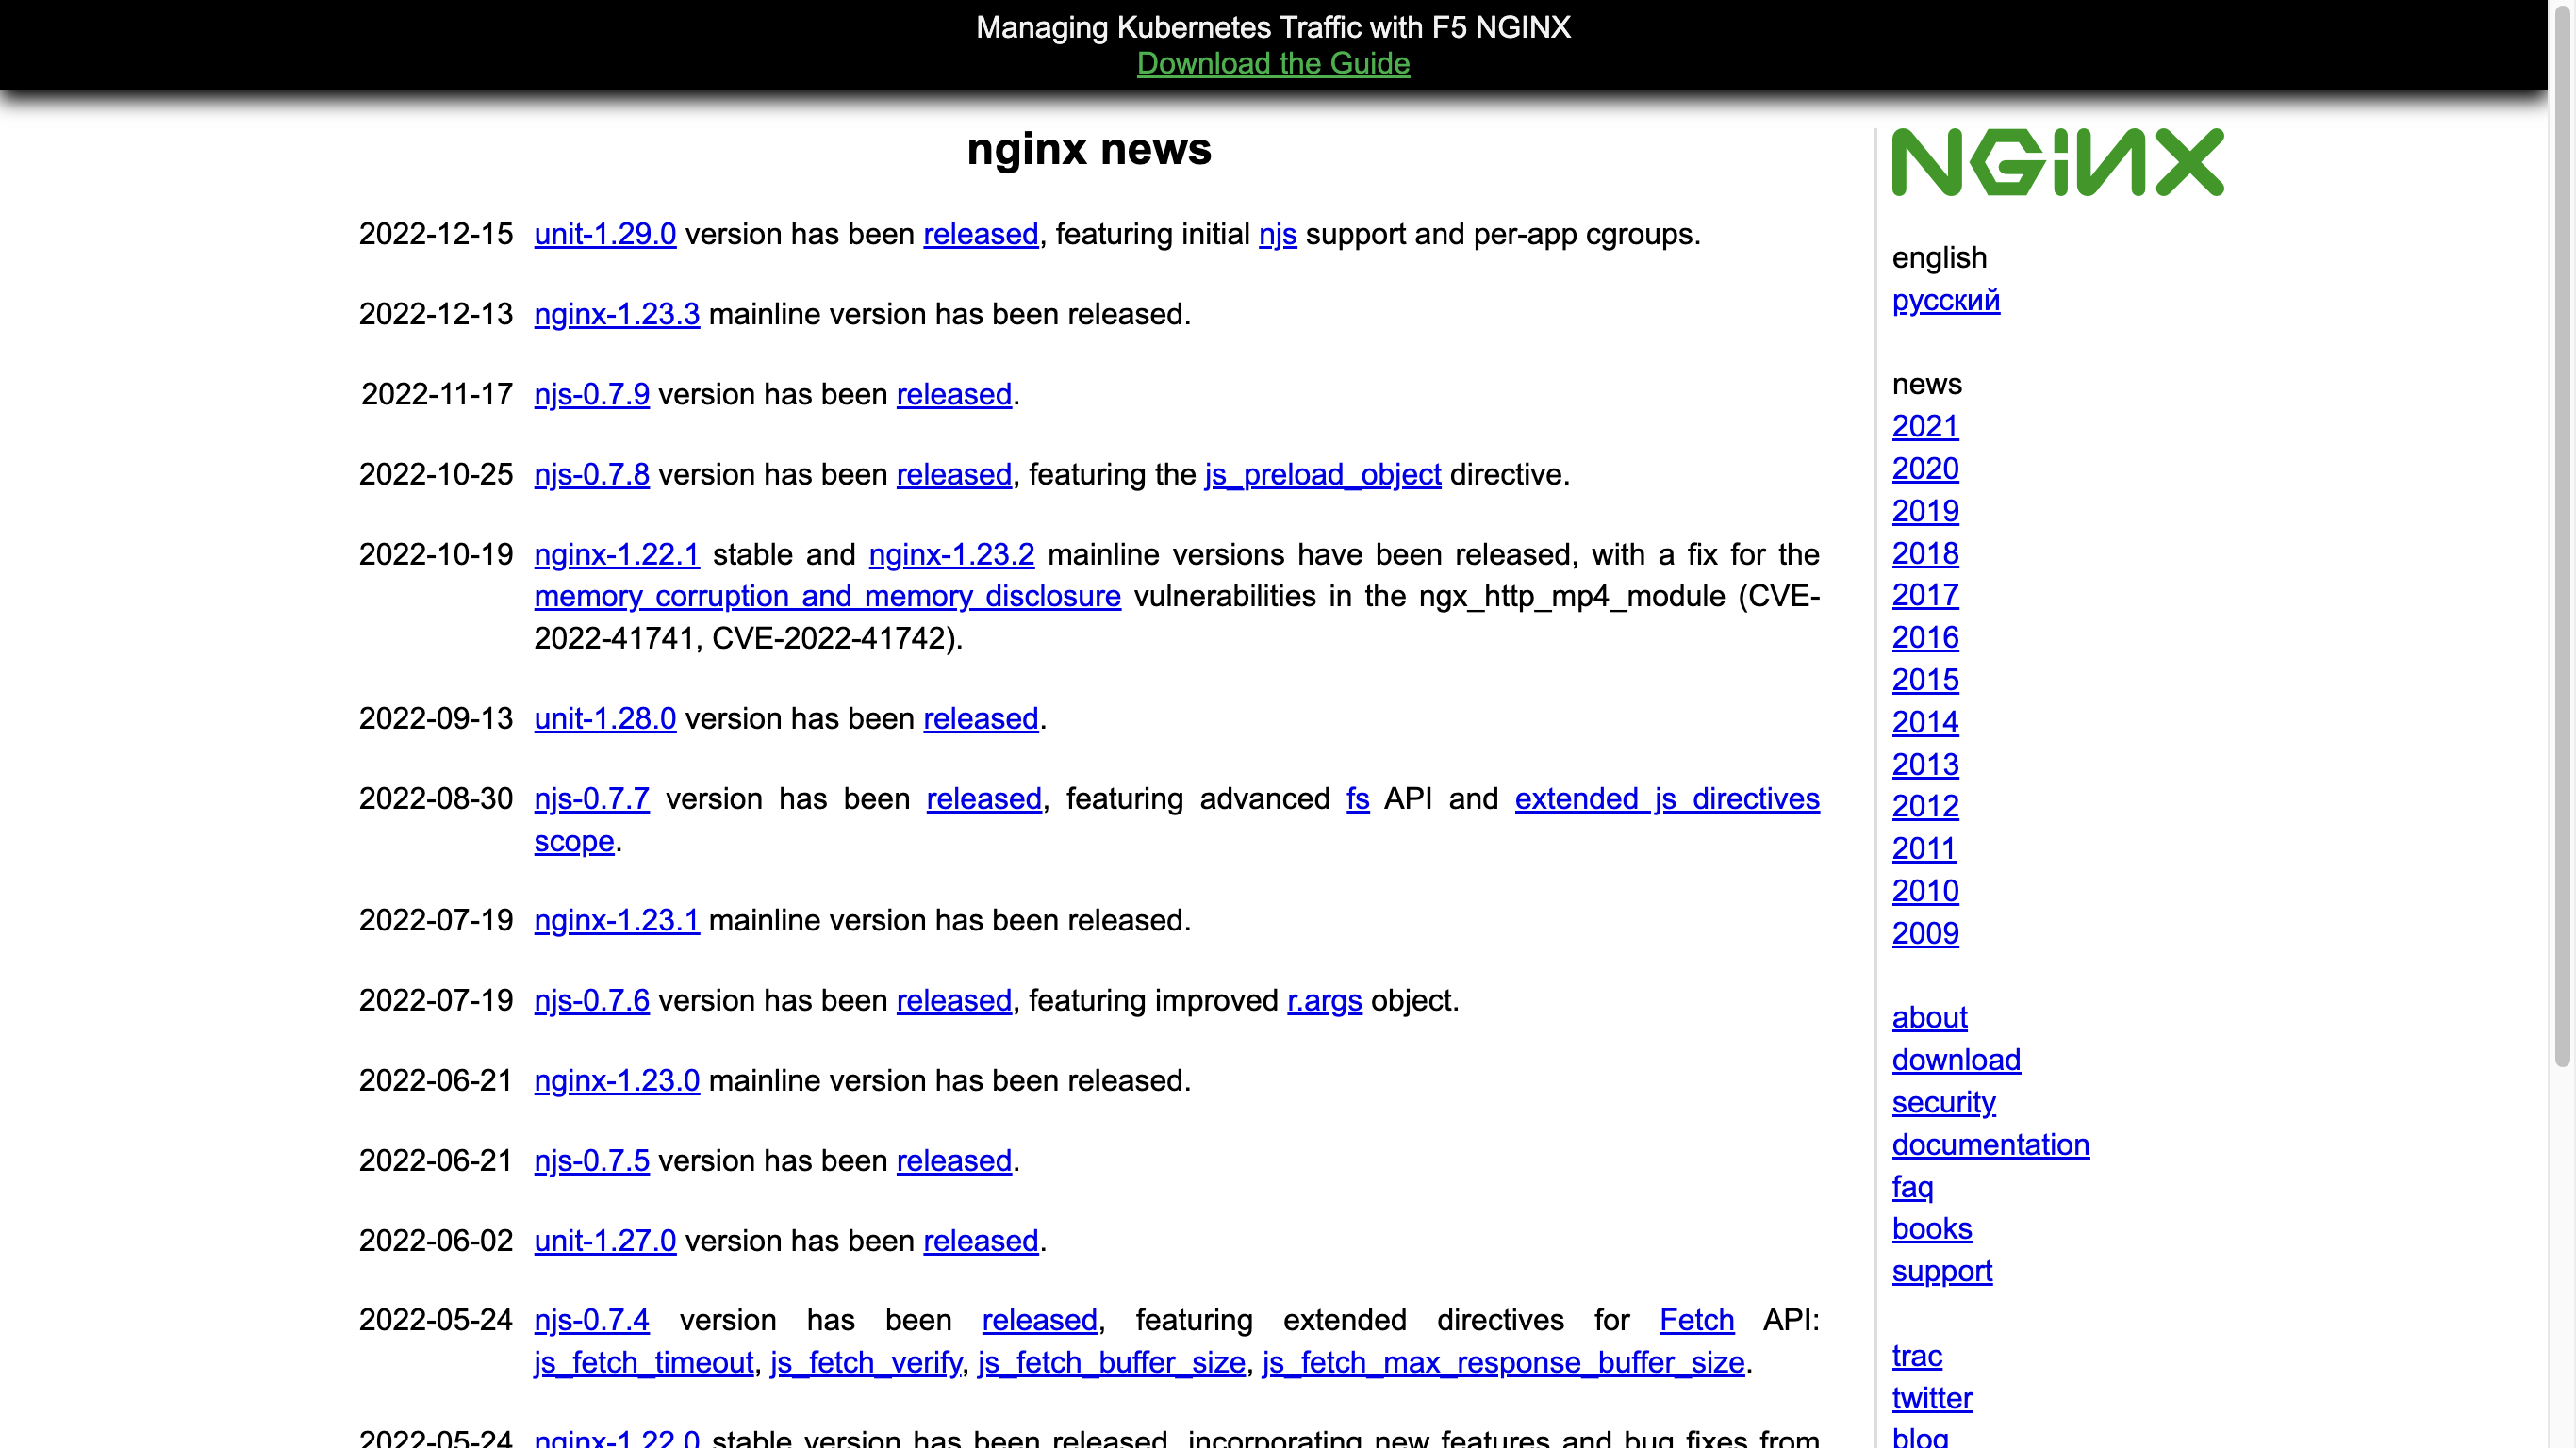 Managing Kubernetes Traffic with F5 NGINX
Download the Guide
nginx news
2022-12-15 unit-1.29.0 version has been released, featuring initial njs support and per-app cgroups.
2022-12-13 nginx-1.23.3 mainline version has been released.
2022-11-17 njs-0.7.9 version has been released.
2022-10-25 njs-0.7.8 version has been released, featuring the js_preload_object directive.
2022-10-19 nginx-1.22.1 stable and nginx-1.23.2 mainline versions have been released, with a fix for the
memory corruption and memory disclosure vulnerabilities in the ngx_http_mp4_module (CVE-
2022-41741, CVE-2022-41742).
2022-09-13 unit-1.28.0 version has been released.
2022-08-30 njs-0.7.7 version has been released, featuring advanced fs API and extended js directives
scope.
2022-07-19 nginx-1.23.1 mainline version has been released.
2022-07-19 njs-0.7.6 version has been released, featuring improved r.args object.
2022-06-21 nginx-1.23.0 mainline version has been released.
2022-06-21 njs-0.7.5 version has been released.
2022-06-02 unit-1.27.0 version has been released.
2022-05-24 njs-0.7.4 version has been released, featuring extended directives for Fetch API:
js_fetch_timeout, js_fetch_verify, js_fetch_buffer_size, js_fetch_max_response_buffer_size.
2022-05-24 nginx-1.22.0 stable version has been released, incorporating new features and bug fixes from
NGINX
english
русский
news
2021
2020
2019
2018
2017
2016
2015
2014
2013
2012
2011
2010
2009
about
download
security
documentation
faq
books
support
trac
twitter
blog